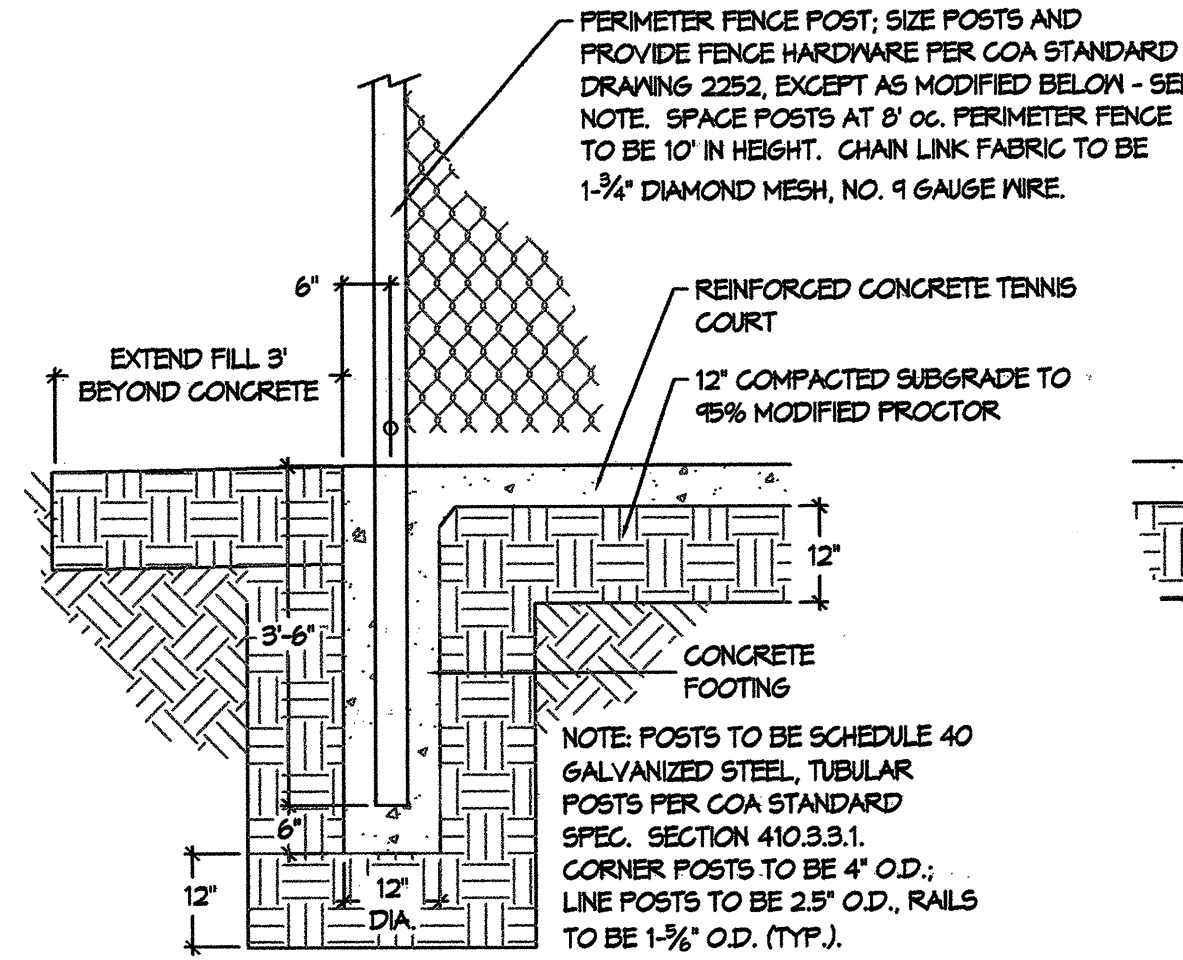 PERIMETER FENCE POST; SIZE POSTS AND
PROVIDE FENCE HARDWARE PER COA STANDARD
DRAWING 2252, EXCEPT AS MODIFIED BELOW - SEE
NOTE. SPACE POSTS AT 8' OC. PERIMETER FENCE
TO BE 10' IN HEIGHT. CHAIN LINK FABRIC TO BE
1-3/4" DIAMOND MESH, NO. 9 GAUGE WIRE.
6"
REINFORCED CONCRETE TENNIS
COURT
EXTEND FILL 3'
BEYOND CONCRETE
12" COMPACTED SUBGRADE TO
95% MODIFIED PROCTOR
12"
3'-6"
CONCRETE
FOOTING
NOTE: POSTS TO BE SCHEDULE 40
GALVANIZED STEEL, TUBULAR
POSTS PER COA STANDARD
SPEC. SECTION 410.3.3.1.
CORNER POSTS TO BE 4" O.D.;
LINE POSTS TO BE 2.5" O.D., RAILS
TO BE 1-5/8" O.D. (TYP.).
6"
12"
12"
DIA.